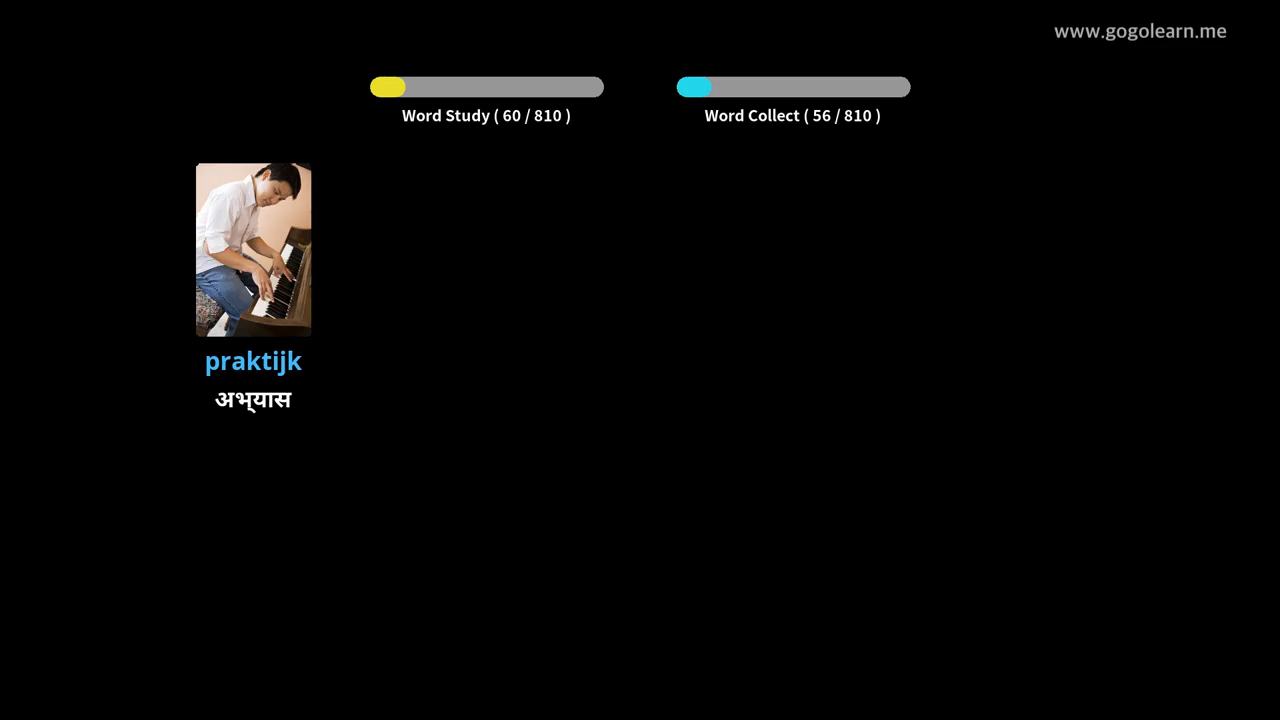 www.gogolearn.me
Word Study ( 60 / 810 )
Word Collect ( 56 / 810 )
praktijk
अभ्यास